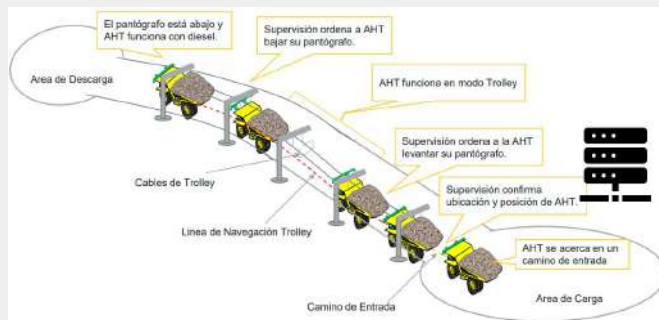 El pantógrafo está abajo y
AHT funciona con diesel.
Supervisión ordena a AHT
bajar su pantógrafo.
Area de Descarga
AHT funciona en modo Trolley
Supervisión ordena a la AHT
levantar su pantógrafo.
Cables de Trolley
Supervisión confirma
ubicación y posición de AHT.
Linea de Navegación Trolley
AHT se acerca en un
camino de entrada
Camino de Entrada
Area de Carga